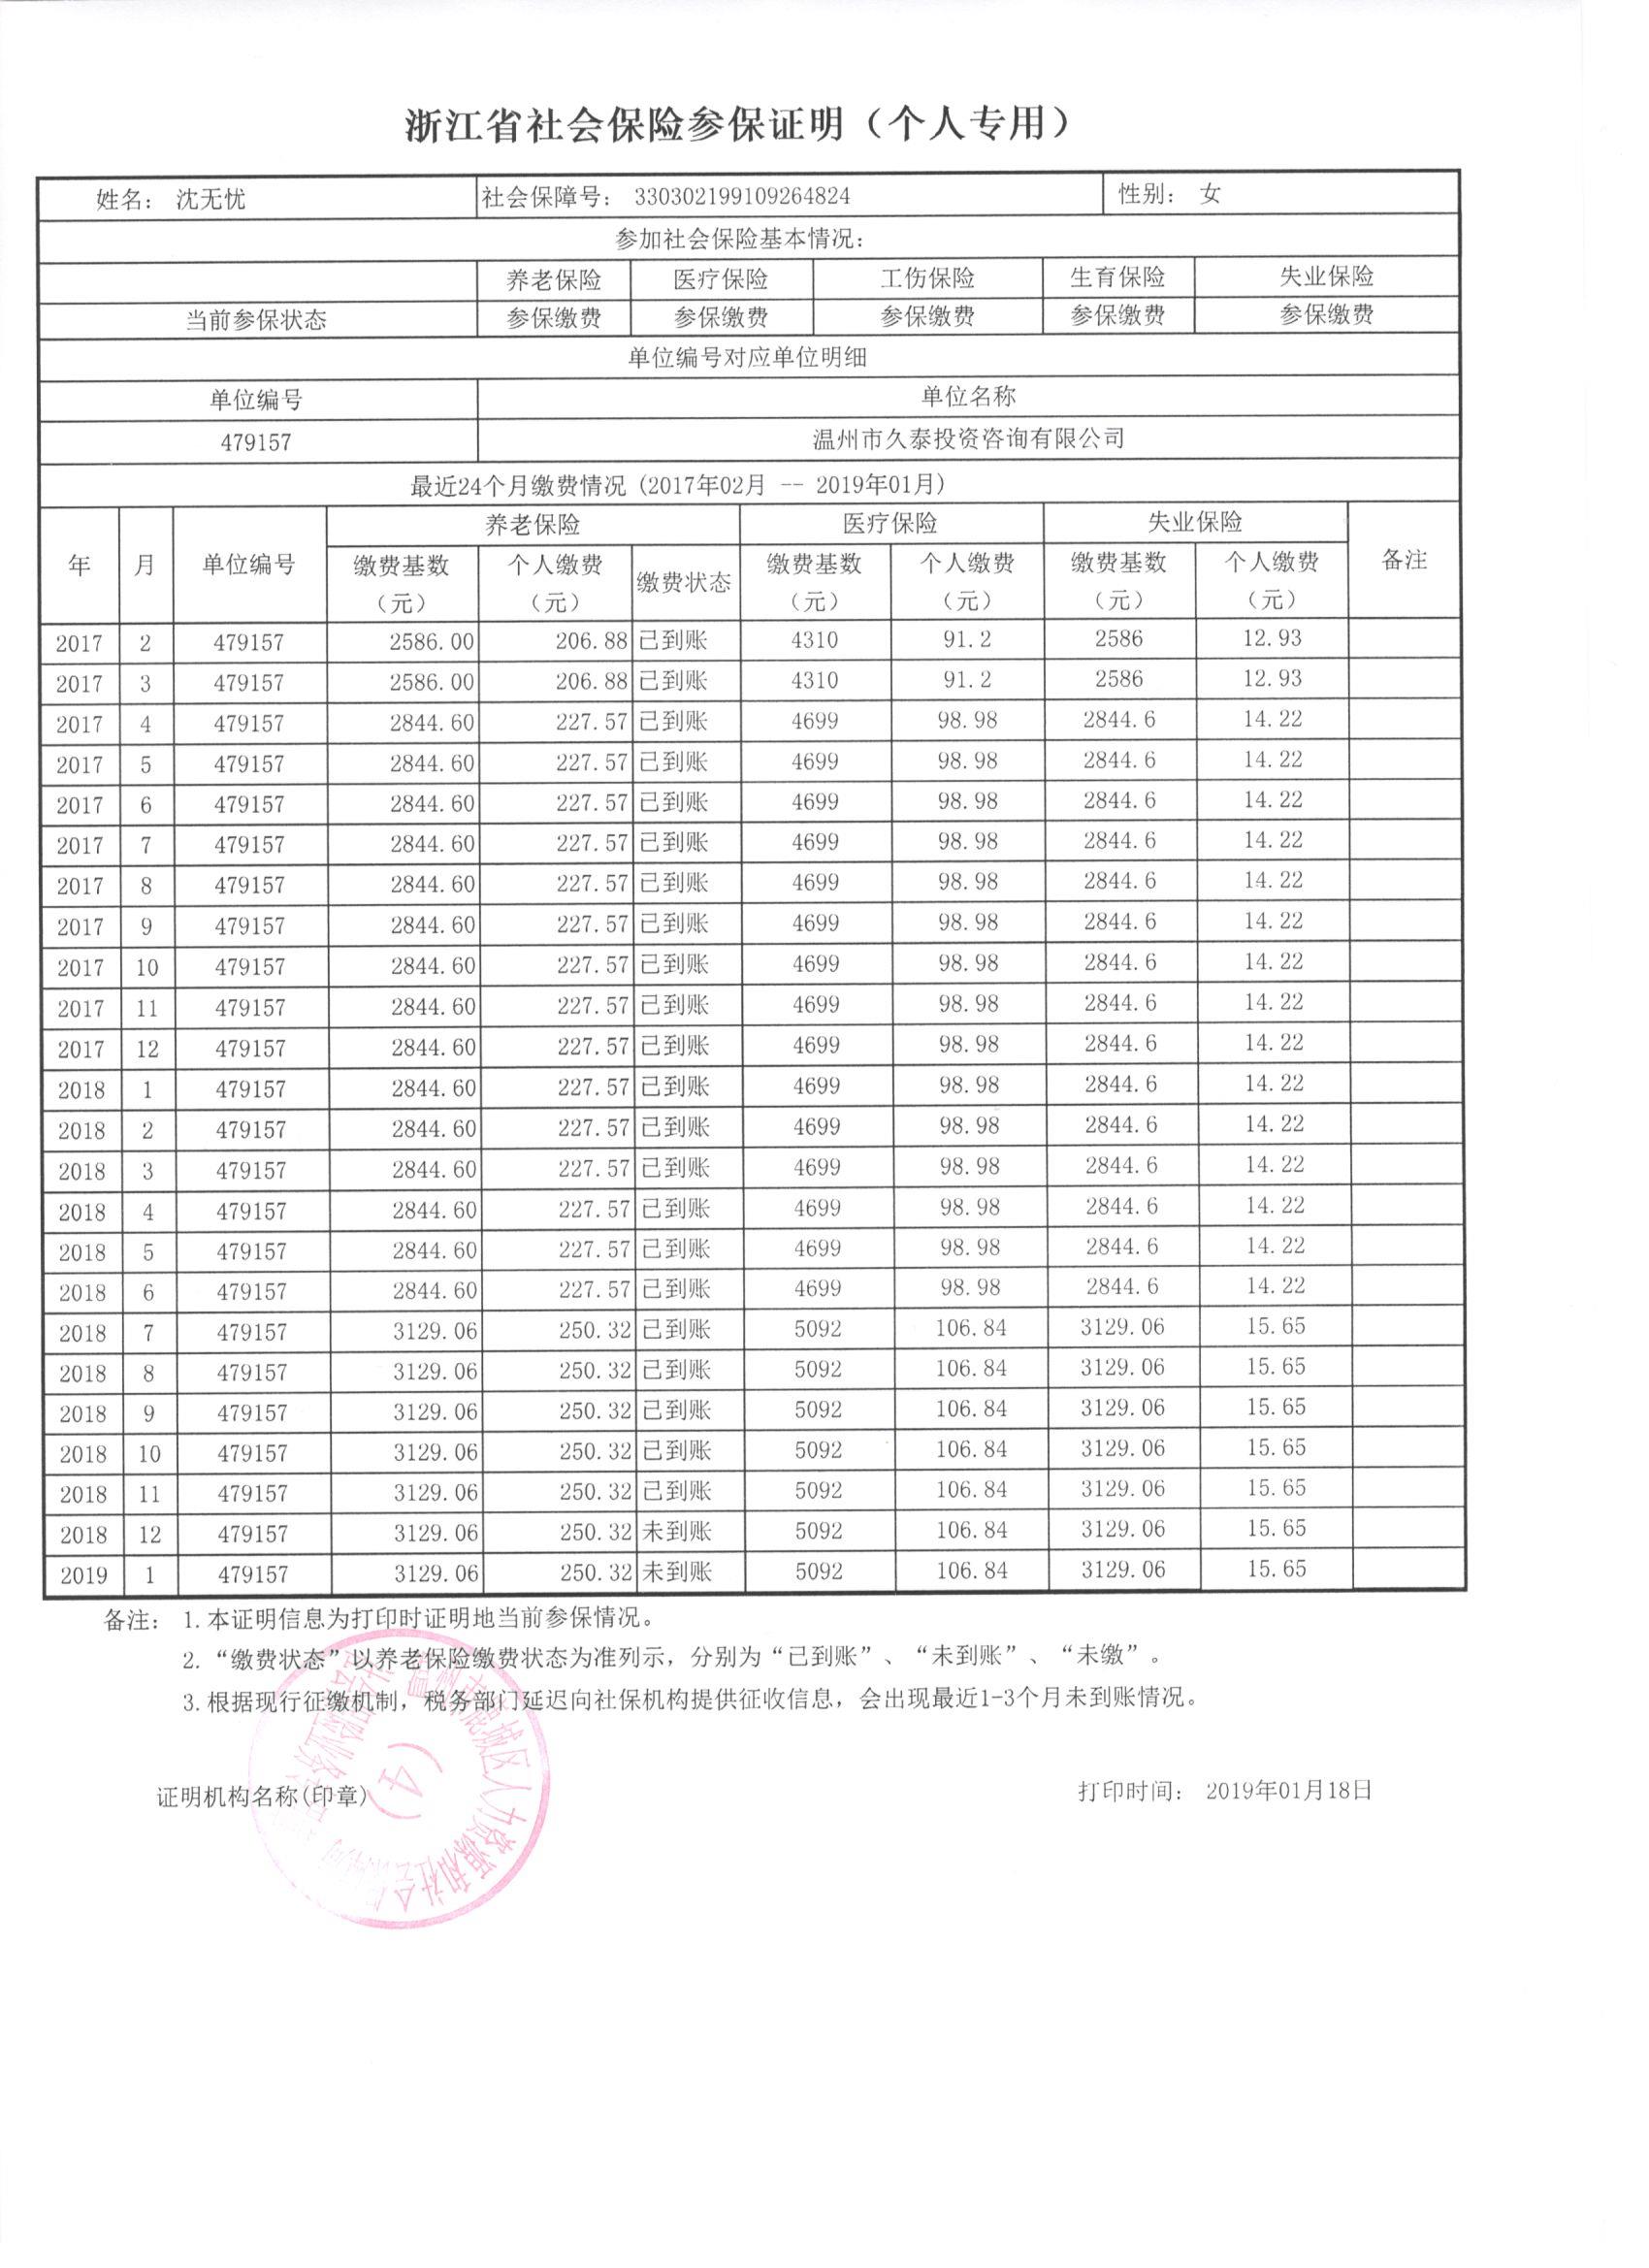 浙江省社会保险参保证明（个人专用）
姓名： 沈无忧 社会保障号： 330302199109264824 性别： 女
参加社会保险基本情况：
养老保险 医疗保险 工伤保险 生育保险 失业保险
当前参保状态 参保缴费 参保缴费 参保缴费 参保缴费 参保缴费
单位编号对应单位明细
单位编号 单位名称
479157 温州市久泰投资咨询有限公司
最近24个月缴费情况 (2017年02月 -- 2019年01月)
年 月 单位编号 养老保险 医疗保险 失业保险 备注
缴费基数（元） 个人缴费（元） 缴费状态 缴费基数（元） 个人缴费（元） 缴费基数（元） 个人缴费（元）
2017 2 479157 2586.00 206.88 已到账 4310 91.2 2586 12.93
2017 3 479157 2586.00 206.88 已到账 4310 91.2 2586 12.93
2017 4 479157 2844.60 227.57 已到账 4699 98.98 2844.6 14.22
2017 5 479157 2844.60 227.57 已到账 4699 98.98 2844.6 14.22
2017 6 479157 2844.60 227.57 已到账 4699 98.98 2844.6 14.22
2017 7 479157 2844.60 227.57 已到账 4699 98.98 2844.6 14.22
2017 8 479157 2844.60 227.57 已到账 4699 98.98 2844.6 14.22
2017 9 479157 2844.60 227.57 已到账 4699 98.98 2844.6 14.22
2017 10 479157 2844.60 227.57 已到账 4699 98.98 2844.6 14.22
2017 11 479157 2844.60 227.57 已到账 4699 98.98 2844.6 14.22
2017 12 479157 2844.60 227.57 已到账 4699 98.98 2844.6 14.22
2018 1 479157 2844.60 227.57 已到账 4699 98.98 2844.6 14.22
2018 2 479157 2844.60 227.57 已到账 4699 98.98 2844.6 14.22
2018 3 479157 2844.60 227.57 已到账 4699 98.98 2844.6 14.22
2018 4 479157 2844.60 227.57 已到账 4699 98.98 2844.6 14.22
2018 5 479157 2844.60 227.57 已到账 4699 98.98 2844.6 14.22
2018 6 479157 2844.60 227.57 已到账 4699 98.98 2844.6 14.22
2018 7 479157 3129.06 250.32 已到账 5092 106.84 3129.06 15.65
2018 8 479157 3129.06 250.32 已到账 5092 106.84 3129.06 15.65
2018 9 479157 3129.06 250.32 已到账 5092 106.84 3129.06 15.65
2018 10 479157 3129.06 250.32 已到账 5092 106.84 3129.06 15.65
2018 11 479157 3129.06 250.32 已到账 5092 106.84 3129.06 15.65
2018 12 479157 3129.06 250.32 未到账 5092 106.84 3129.06 15.65
2019 1 479157 3129.06 250.32 未到账 5092 106.84 3129.06 15.65
备注： 1.本证明信息为打印时证明地当前参保情况。
2.“缴费状态”以养老保险缴费状态为准列示，分别为“已到账”、“未到账”、“未缴”。
3.根据现行征缴机制，税务部门延迟向社保机构提供征收信息，会出现最近1-3个月未到账情况。
证明机构名称(印章) 打印时间： 2019年01月18日
鹿城区人力资源和社会
(4)